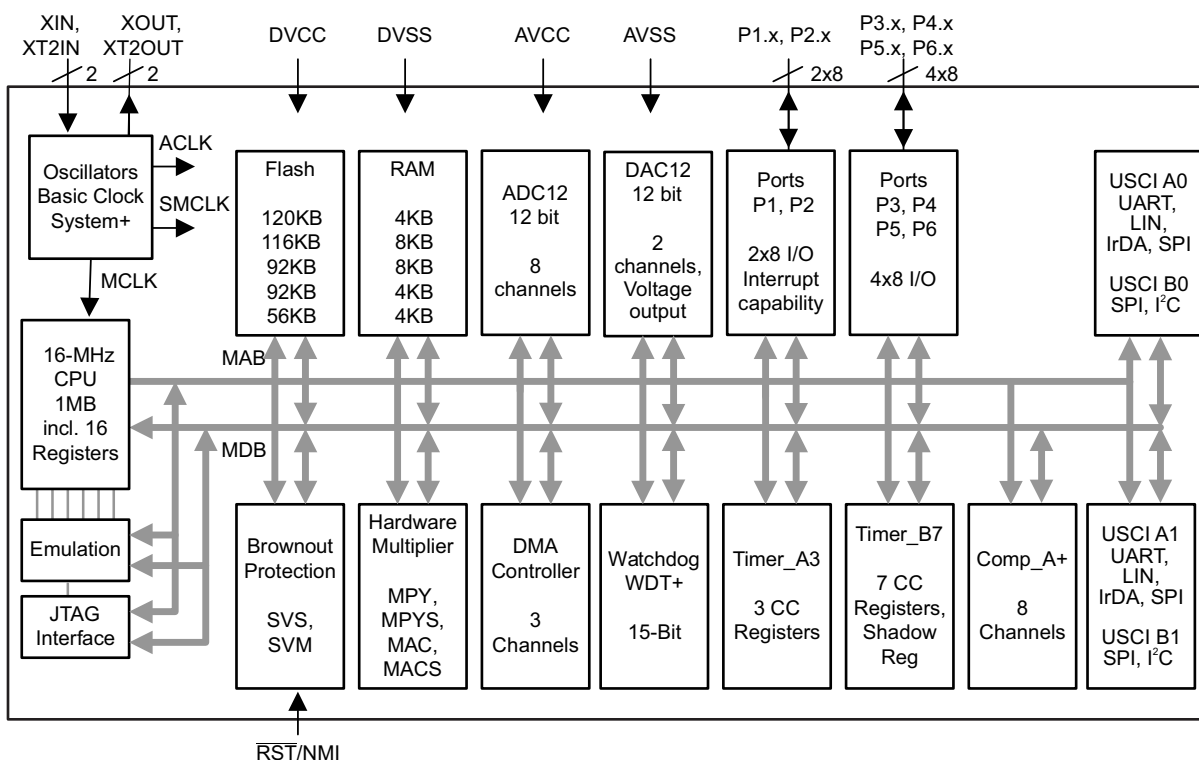 XIN,
XT2IN
2
XOUT,
XT2OUT
2
DVCC
DVSS
AVCC
AVSS
P1.x, P2.x
2x8
P3.x, P4.x
P5.x, P6.x
4x8
Oscillators
Basic Clock
System+
ACLK
SMCLK
MCLK
Flash
120KB
116KB
92KB
92KB
56KB
RAM
4KB
8KB
8KB
4KB
4KB
ADC12
12 bit
8
channels
DAC12
12 bit
2
channels,
Voltage
output
Ports
P1, P2
2x8 I/O
Interrupt
capability
Ports
P3, P4
P5, P6
4x8 I/O
USCI A0
UART,
LIN,
IrDA, SPI
USCI B0
SPI, I²C
16-MHz
CPU
1MB
incl. 16
Registers
MAB
MDB
Emulation
JTAG
Interface
Brownout
Protection
SVS,
SVM
Hardware
Multiplier
MPY,
MPYS,
MAC,
MACS
DMA
Controller
3
Channels
Watchdog
WDT+
15-Bit
Timer_A3
3 CC
Registers
Timer_B7
7 CC
Registers,
Shadow
Reg
Comp_A+
8
Channels
USCI A1
UART,
LIN,
IrDA, SPI
USCI B1
SPI, I²C
R̅S̅T̅/NMI